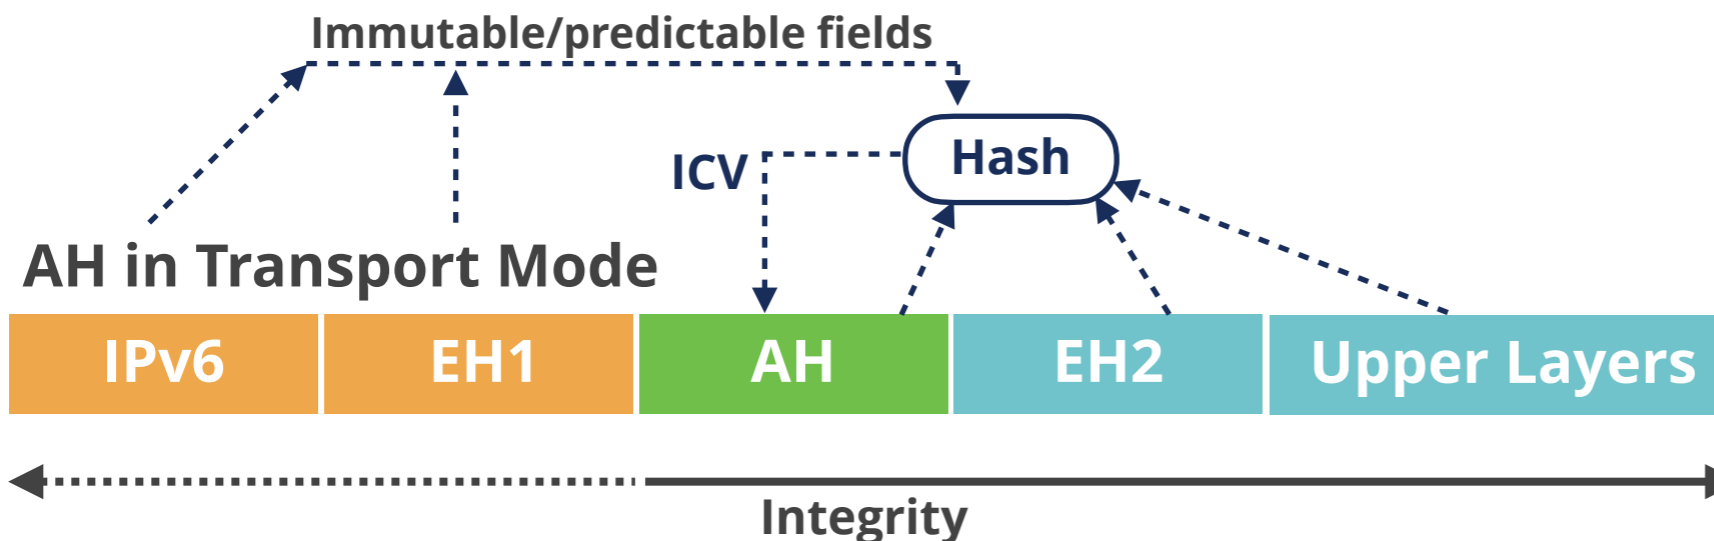 Immutable/predictable fields
Hash
ICV
AH in Transport Mode
IPv6 EH1 AH EH2 Upper Layers
Integrity